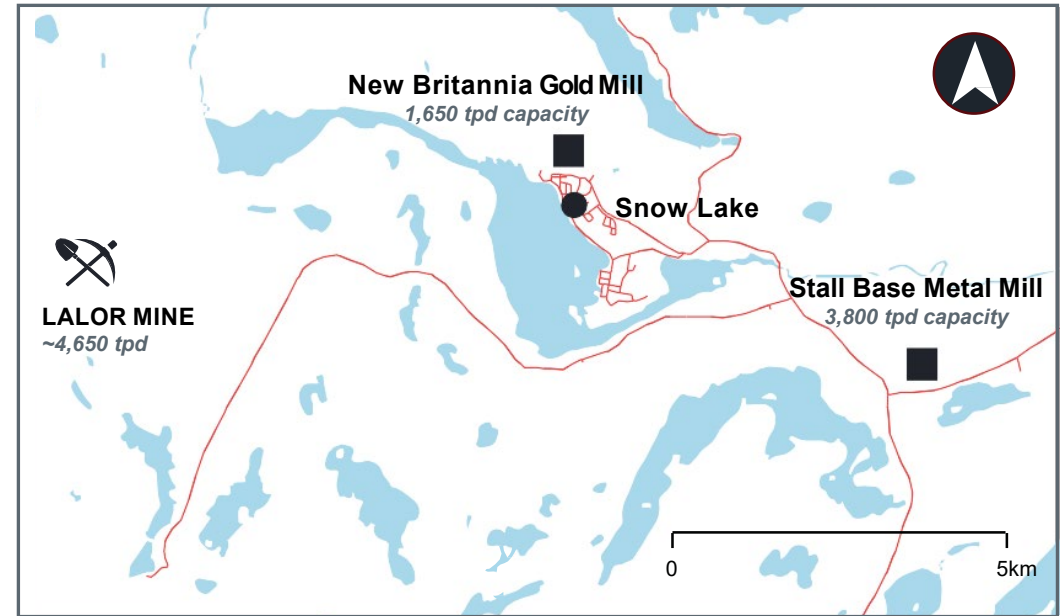 New Britannia Gold Mill
1,650 tpd capacity
Snow Lake
LALOR MINE
~4,650 tpd
Stall Base Metal Mill
3,800 tpd capacity
0
5km